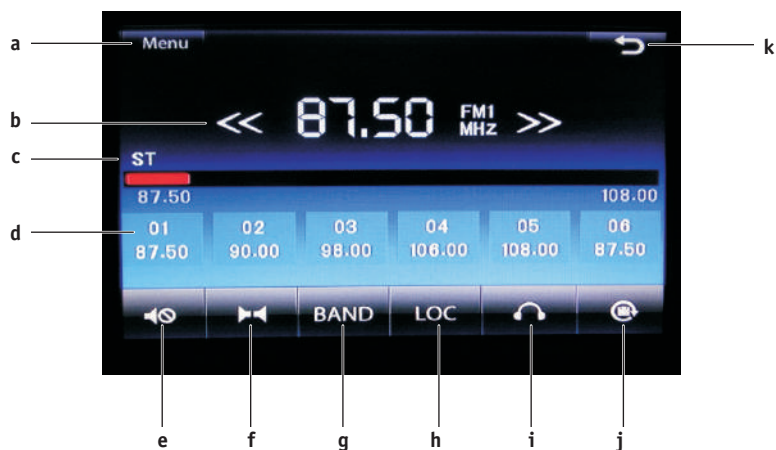 a Menu k
b << 87.50 FM1 MHz >>
c ST
87.50 108.00
d 01 02 03 04 05 06
87.50 90.00 98.00 106.00 108.00 87.50
BAND LOC
e f g h i j